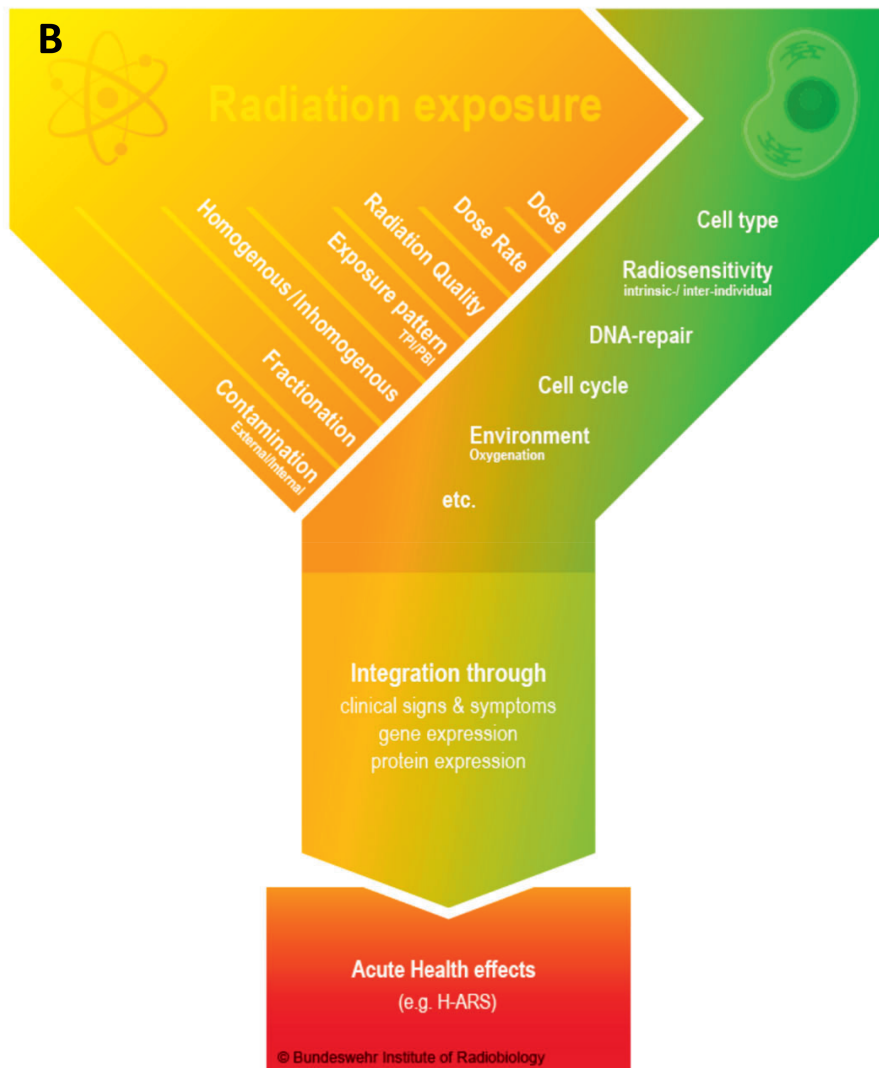 B
Radiation exposure
Dose
Dose Rate
Radiation Quality
Exposure pattern
TPI/PBI
Homogenous/Inhomogenous
Fractionation
Contamination
External/Internal
Cell type
Radiosensitivity
intrinsic-/ inter-individual
DNA-repair
Cell cycle
Environment
Oxygenation
etc.
Integration through
clinical signs & symptoms
gene expression
protein expression
Acute Health effects
(e.g. H-ARS)
© Bundeswehr Institute of Radiobiology